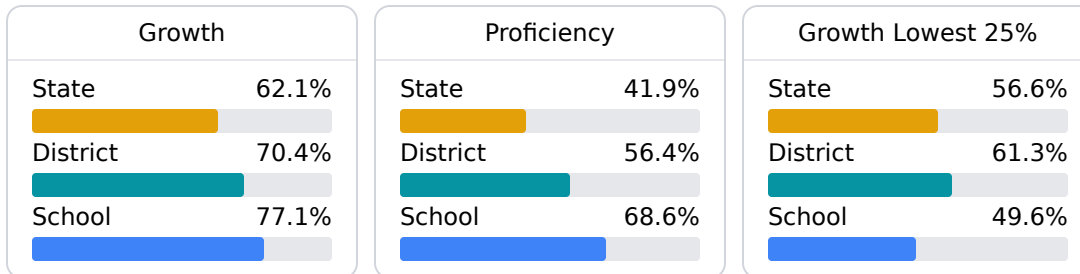 Growth
State 62.1%
District 70.4%
School 77.1%
Proficiency
State 41.9%
District 56.4%
School 68.6%
Growth Lowest 25%
State 56.6%
District 61.3%
School 49.6%